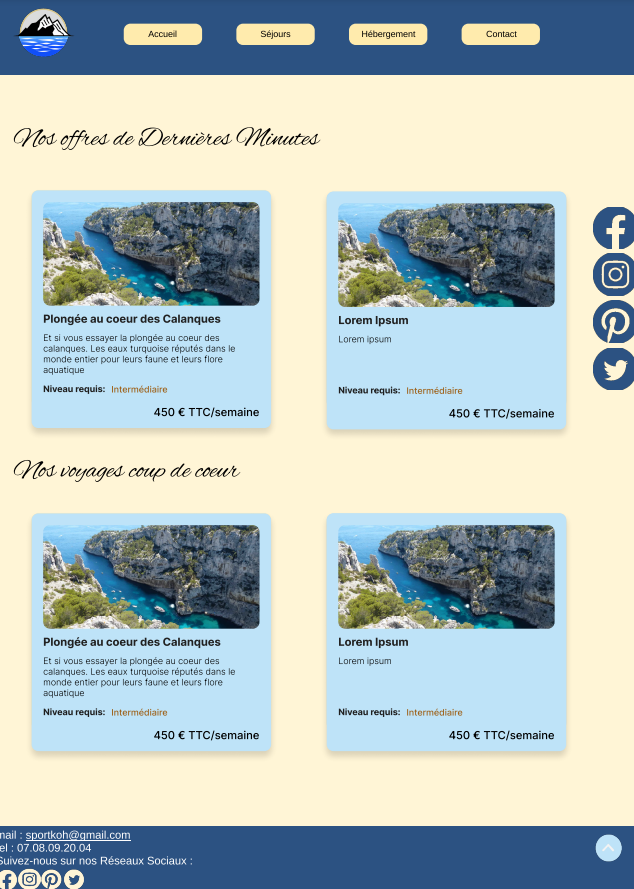 Accueil
Séjours
Hébergement
Contact
Nos offres de Dernières Minutes
Plongée au coeur des Calanques
Et si vous essayer la plongée au coeur des
calanques. Les eaux turquoise réputés dans le
monde entier pour leurs faune et leurs flore
aquatique
Niveau requis: Intermédiaire
450 € TTC/semaine
Lorem Ipsum
Lorem ipsum
Niveau requis: Intermédiaire
450 € TTC/semaine
Nos voyages coup de coeur
Plongée au coeur des Calanques
Et si vous essayer la plongée au coeur des
calanques. Les eaux turquoise réputés dans le
monde entier pour leurs faune et leurs flore
aquatique
Niveau requis: Intermédiaire
450 € TTC/semaine
Lorem Ipsum
Lorem ipsum
Niveau requis: Intermédiaire
450 € TTC/semaine
nail : sportkoh@gmail.com
el : 07.08.09.20.04
Suivez-nous sur nos Réseaux Sociaux :